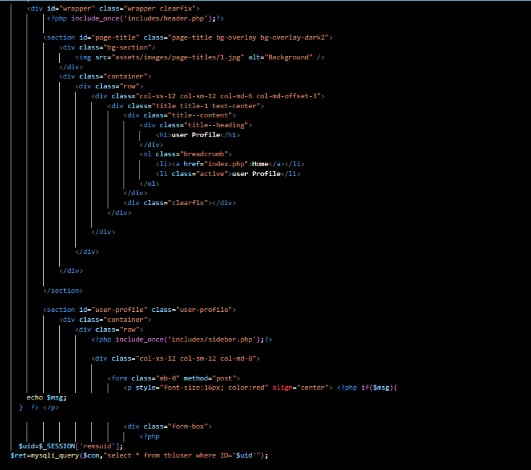 <div id="wrapper" class="wrapper clearfix">
<?php include_once('includes/header.php');?>
<section id="page-title" class="page-title bg-overlay bg-overlay-dark2">
<div class="bg-section">
<img src="assets/images/page-titles/1.jpg" alt="Background" />
</div>
<div class="container">
<div class="row">
<div class="col-xs-12 col-sm-12 col-md-6 col-md-offset-3">
<div class="title title-1 text-center">
<div class="title--content">
<div class="title--heading">
<h1>user Profile</h1>
</div>
<ol class="breadcrumb">
<li><a href="index.php">Home</a></li>
<li class="active">user Profile</li>
</ol>
</div>
<div class="clearfix"></div>
</div>
</div>
</div>
</div>
</section>
<section id="user-profile" class="user-profile">
<div class="container">
<div class="row">
<?php include_once('includes/sidebar.php');?>
<div class="col-xs-12 col-sm-12 col-md-8">
<form class="mb-0" method="post">
<p style="font-size:16px; color:red" align="center"> <?php if($msg){
echo $msg;
} ?> </p>
<div class="form-box">
<?php
$uid=$_SESSION['remsuid'];
$ret=mysqli_query($con,"select * from tbluser where ID='$uid'");